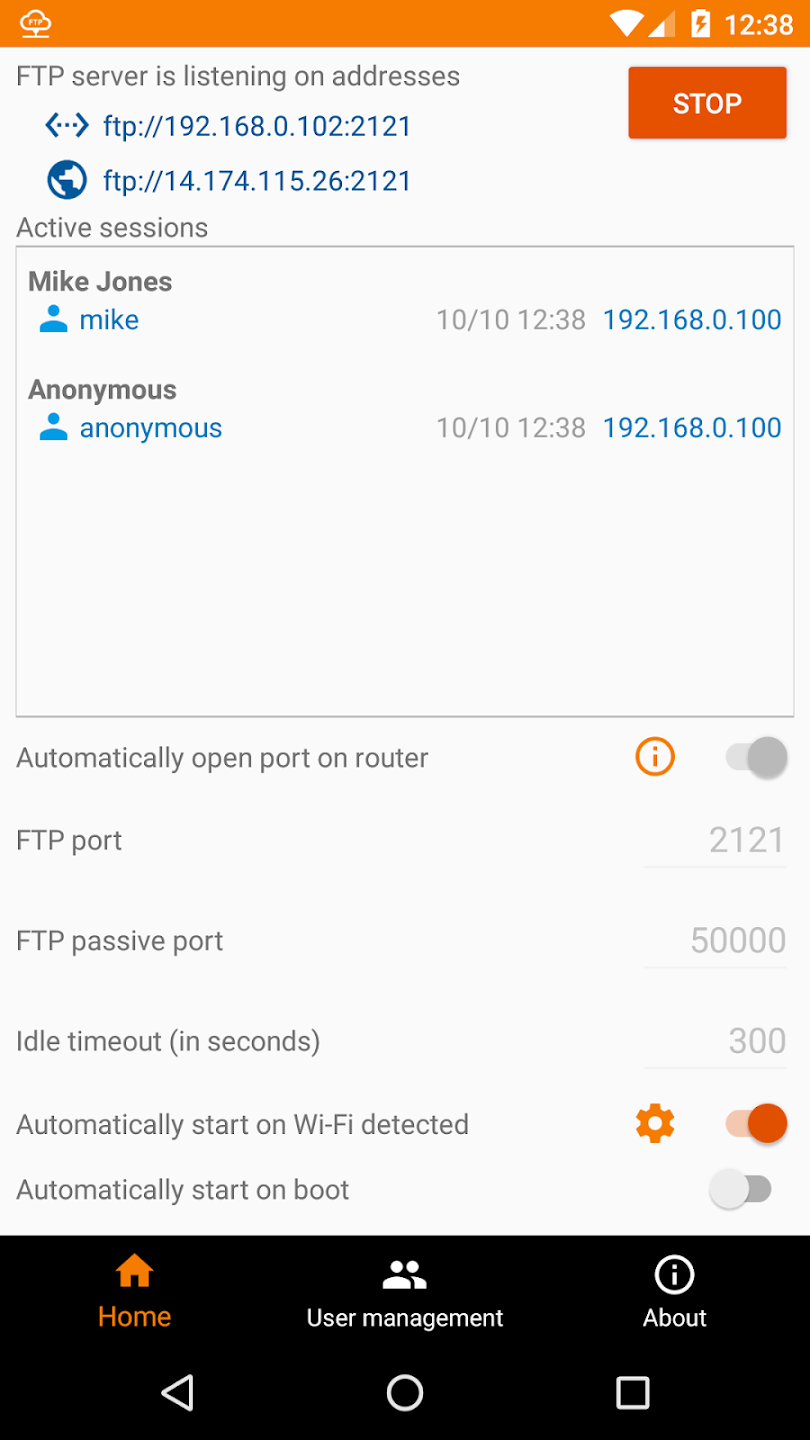 FTP
12:38
FTP server is listening on addresses
STOP
ftp://192.168.0.102:2121
ftp://14.174.115.26:2121
Active sessions
Mike Jones
mike 10/10 12:38 192.168.0.100
Anonymous
anonymous 10/10 12:38 192.168.0.100
Automatically open port on router
FTP port 2121
FTP passive port 50000
Idle timeout (in seconds) 300
Automatically start on Wi-Fi detected
Automatically start on boot
Home User management About